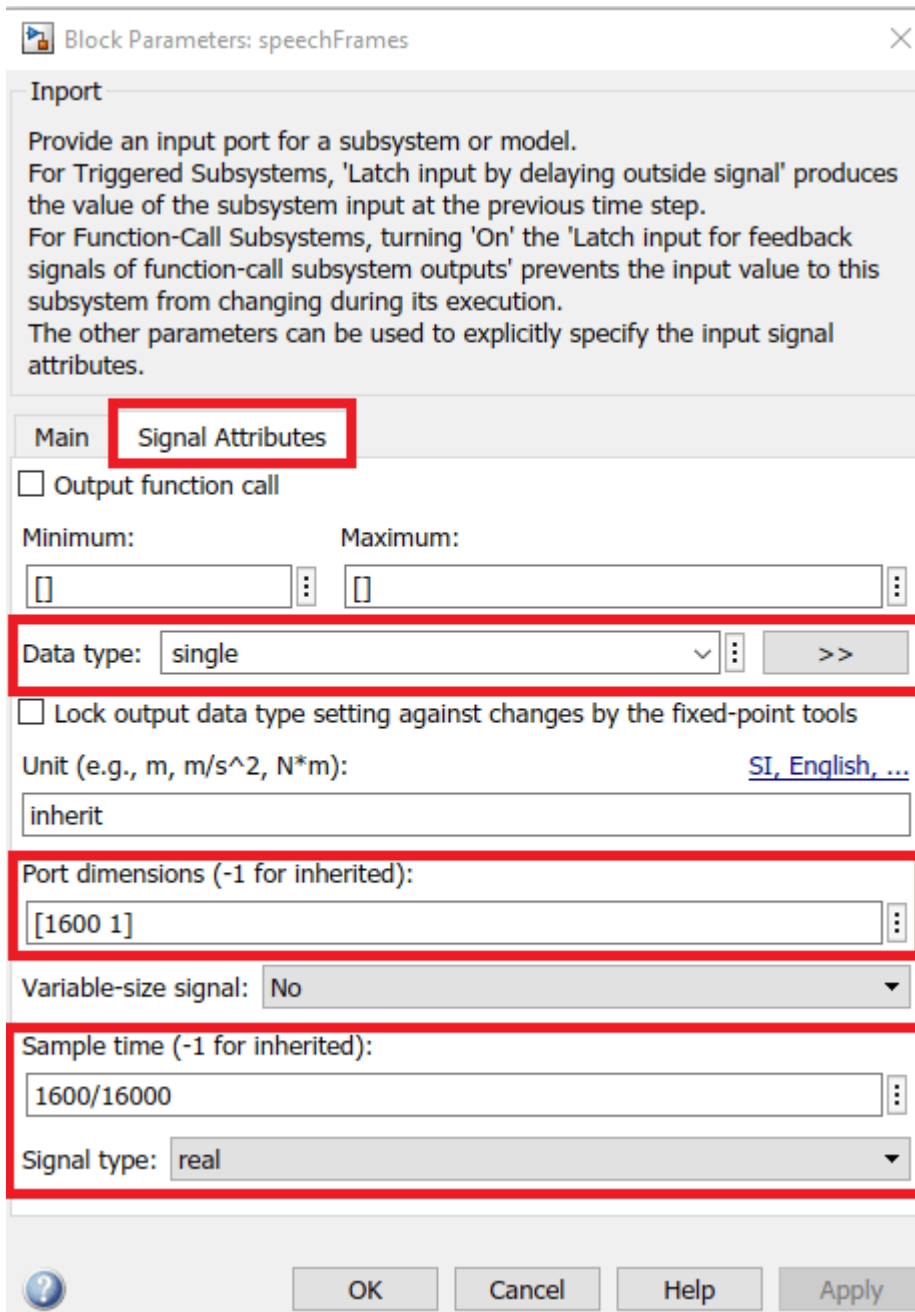 Block Parameters: speechFrames
Inport
Provide an input port for a subsystem or model.
For Triggered Subsystems, 'Latch input by delaying outside signal' produces
the value of the subsystem input at the previous time step.
For Function-Call Subsystems, turning 'On' the 'Latch input for feedback
signals of function-call subsystem outputs' prevents the input value to this
subsystem from changing during its execution.
The other parameters can be used to explicitly specify the input signal
attributes.
Main Signal Attributes
Output function call
Minimum: Maximum:
[] []
Data type: single >>
Lock output data type setting against changes by the fixed-point tools
Unit (e.g., m, m/s^2, N*m): SI, English, ...
inherit
Port dimensions (-1 for inherited):
[1600 1]
Variable-size signal: No
Sample time (-1 for inherited):
1600/16000
Signal type: real
OK Cancel Help Apply